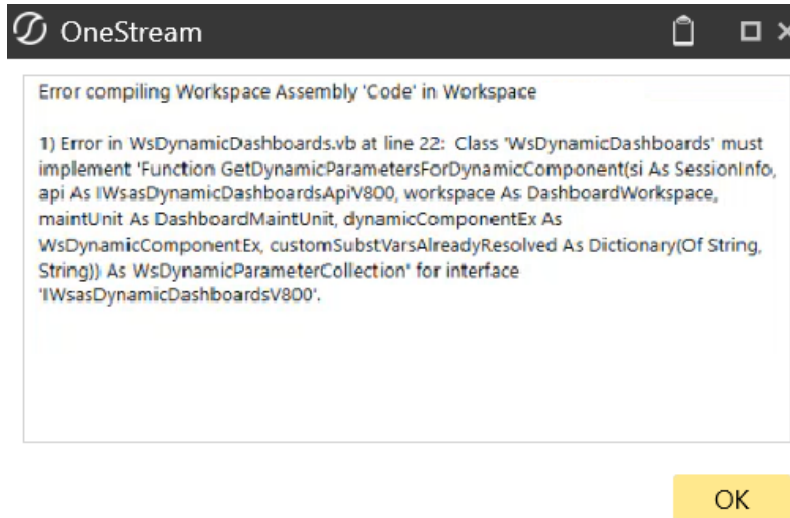 OneStream
Error compiling Workspace Assembly 'Code' in Workspace
1) Error in WsDynamicDashboards.vb at line 22: Class 'WsDynamicDashboards' must
implement 'Function GetDynamicParametersForDynamicComponent(si As SessionInfo,
api As IWsasDynamicDashboardsApiV800, workspace As DashboardWorkspace,
maintUnit As DashboardMaintUnit, dynamicComponentEx As
WsDynamicComponentEx, customSubstVarsAlreadyResolved As Dictionary(Of String,
String)) As WsDynamicParameterCollection' for interface
'IWsasDynamicDashboardsV800'.
OK